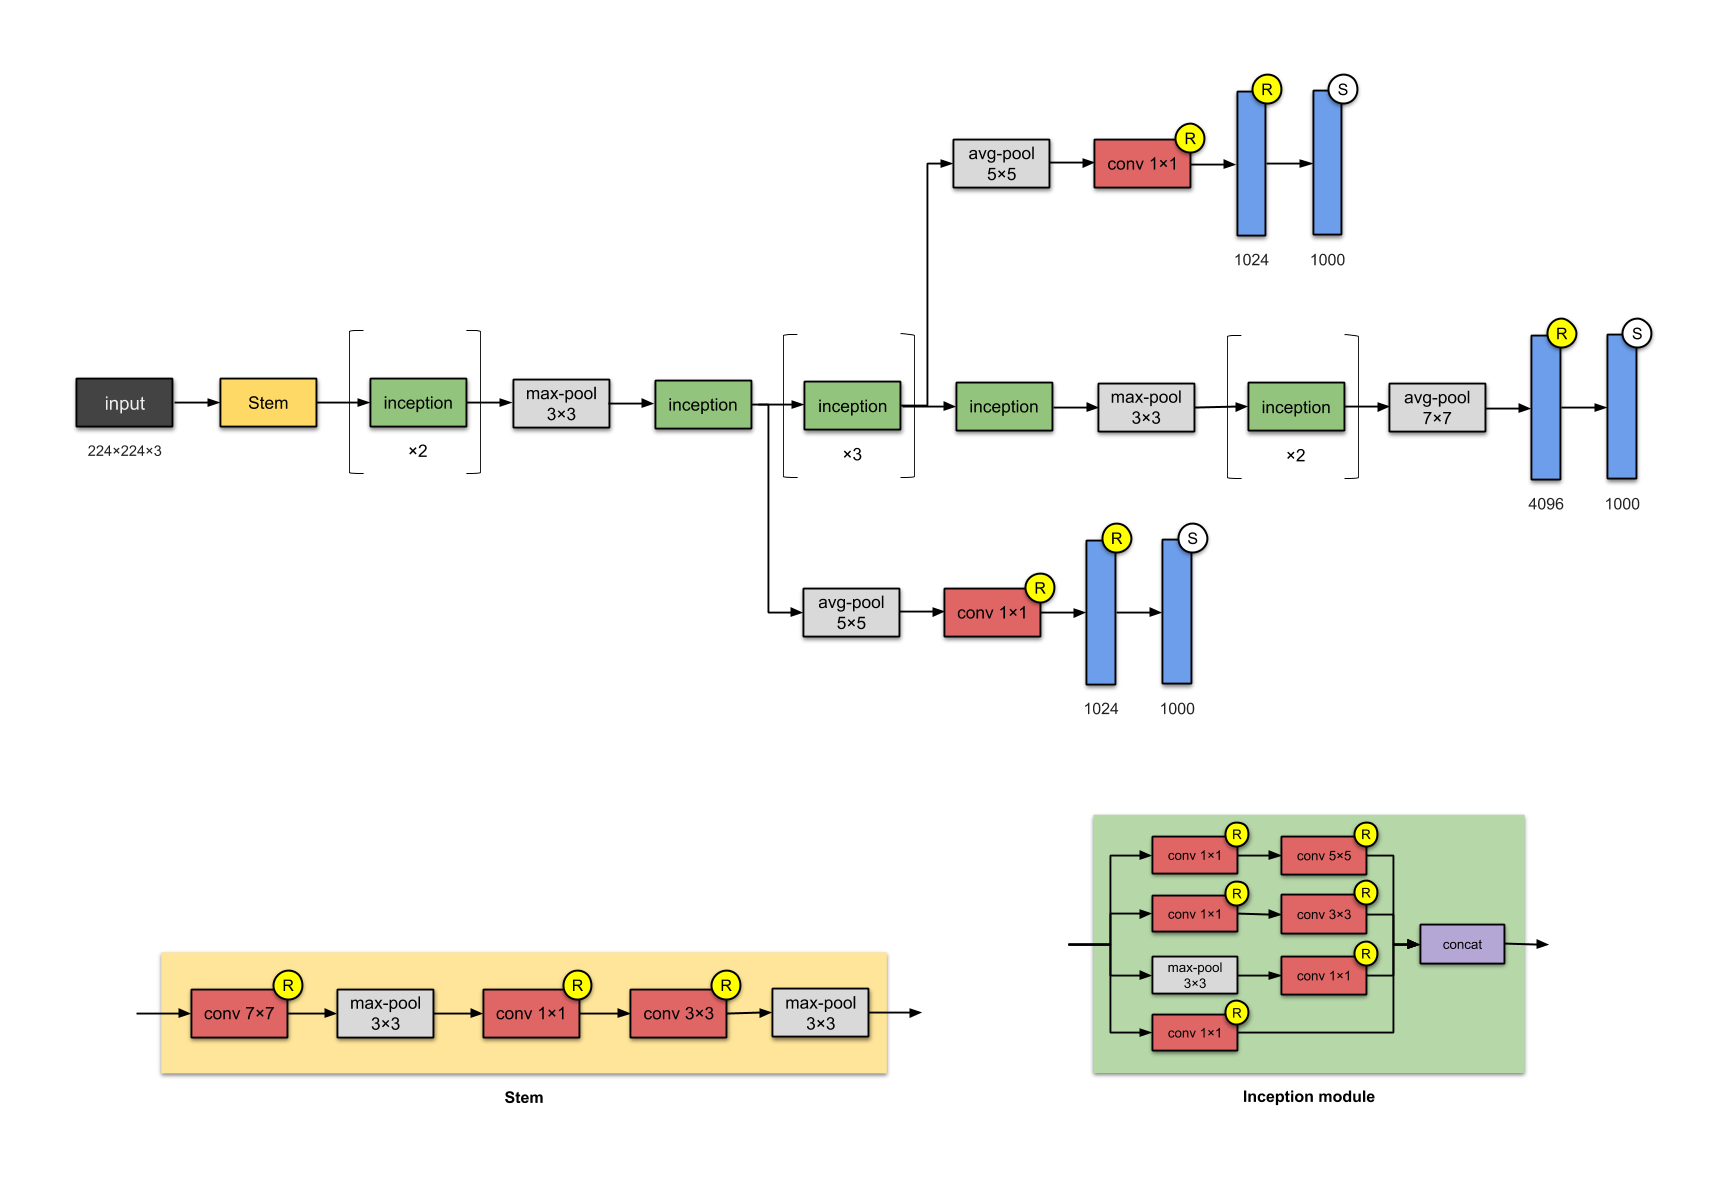 R
S
avg-pool
5×5
conv 1×1
1024
1000
R
R
S
input
Stem
inception
max-pool
3×3
inception
inception
inception
max-pool
3×3
inception
avg-pool
7×7
224×224×3
×2
×3
×2
4096
1000
R
S
R
avg-pool
5×5
conv 1×1
1024
1000
R
R
conv 1×1
conv 5×5
R
R
conv 1×1
conv 3×3
R
max-pool
3×3
conv 1×1
concat
R
conv 1×1
Inception module
R
R
R
conv 7×7
max-pool
3×3
conv 1×1
conv 3×3
max-pool
3×3
Stem